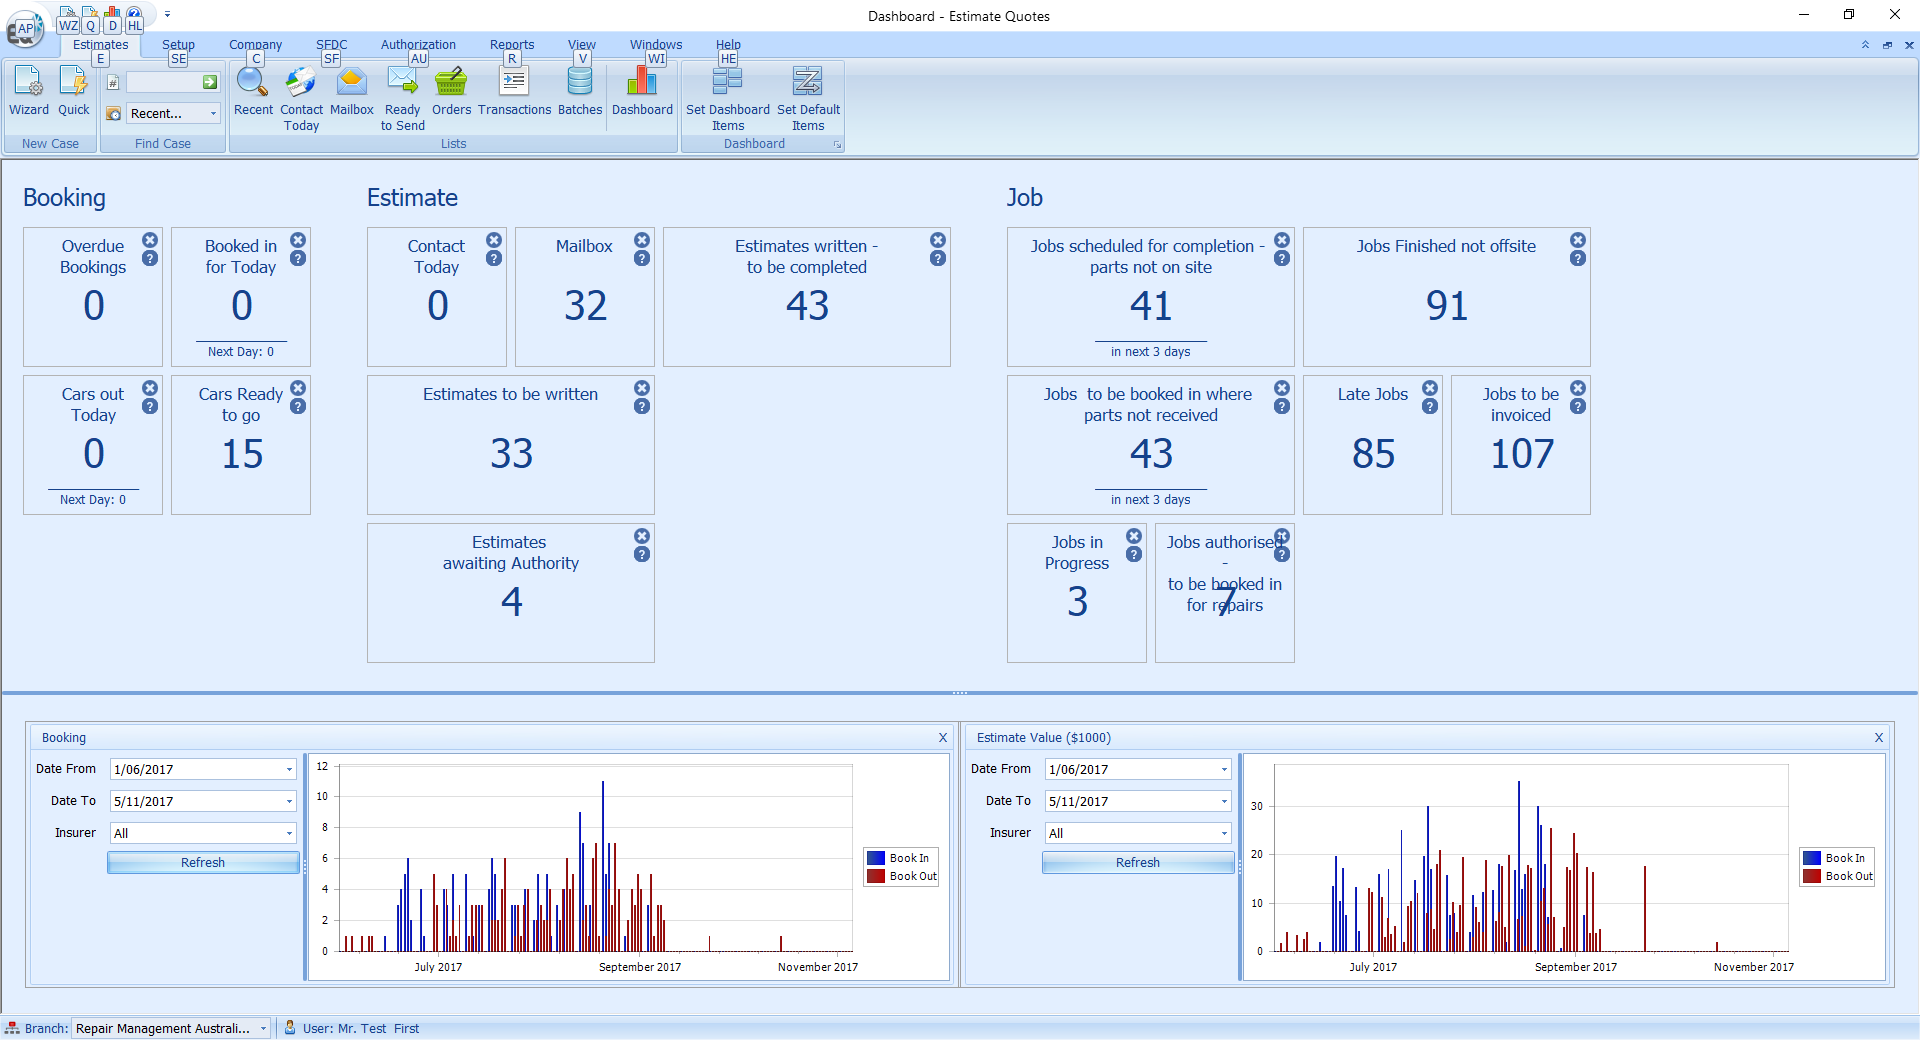 Dashboard - Estimate Quotes
AP
WZ Q D HL
Estimates Setup Company SFDC Authorization Reports View Windows Help
E SE C SF AU R V WI HE
Wizard Quick
New Case
#
Recent...
Find Case
Recent
Contact
Today
Mailbox
Ready
to Send
Orders
Transactions
Batches
Dashboard
Lists
Set Dashboard
Items
Set Default
Items
Dashboard
Booking
Overdue
Bookings
0
Booked in
for Today
0
Next Day: 0
Cars out
Today
0
Next Day: 0
Cars Ready
to go
15
Estimate
Contact
Today
0
Mailbox
32
Estimates written -
to be completed
43
Estimates to be written
33
Estimates
awaiting Authority
4
Job
Jobs scheduled for completion -
parts not on site
41
in next 3 days
Jobs Finished not offsite
91
Jobs to be booked in where
parts not received
43
in next 3 days
Late Jobs
85
Jobs to be
invoiced
107
Jobs in
Progress
3
Jobs authorised
-
to be booked in
for repairs
7
Booking
X
Date From 1/06/2017
Date To 5/11/2017
Insurer All
Refresh
12
10
8
6
4
2
0
July 2017 September 2017 November 2017
Book In
Book Out
Estimate Value ($1000)
X
Date From 1/06/2017
Date To 5/11/2017
Insurer All
Refresh
30
20
10
0
July 2017 September 2017 November 2017
Book In
Book Out
Branch: Repair Management Australi... User: Mr. Test First